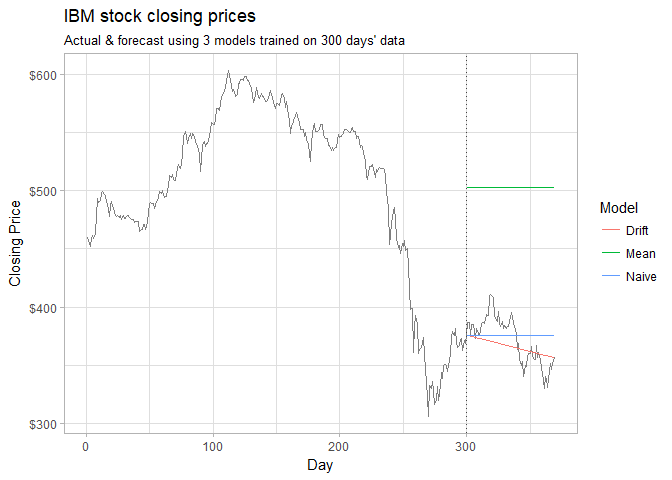 IBM stock closing prices
Actual & forecast using 3 models trained on 300 days' data
$600
$500
$400
$300
Closing Price
0 100 200 300
Day
Model
Drift
Mean
Naive